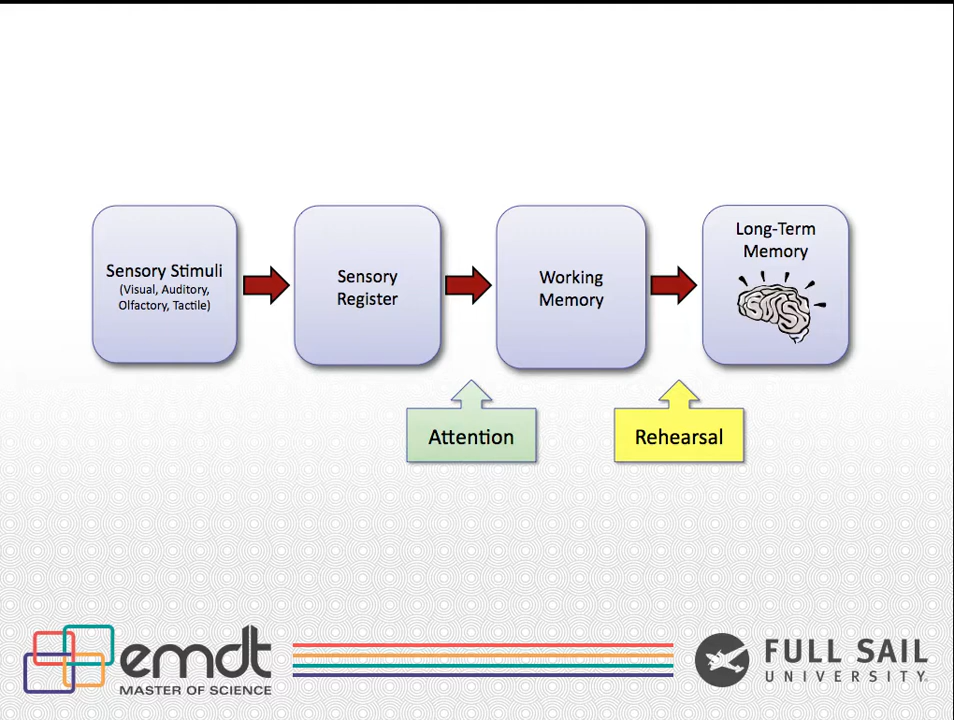 Sensory Stimuli
(Visual, Auditory,
Olfactory, Tactile)
Sensory
Register
Working
Memory
Long-Term
Memory
Attention
Rehearsal
emdt
MASTER OF SCIENCE
FULL SAIL
UNIVERSITY®